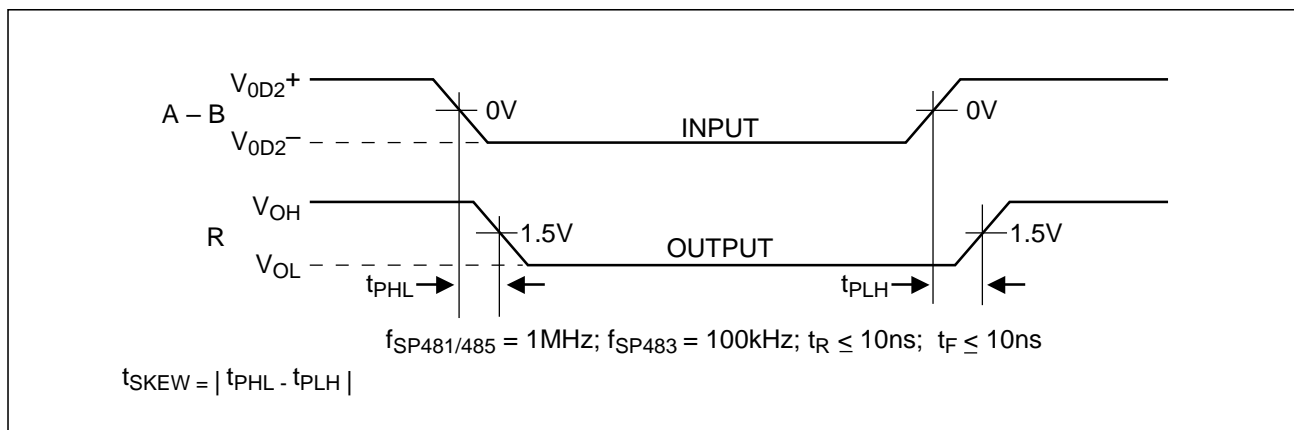 V0D2+
A – B
0V
0V
V0D2–
INPUT
VOH
R
1.5V
1.5V
VOL
OUTPUT
tPHL
tPLH
fSP481/485 = 1MHz; fSP483 = 100kHz; tR ≤ 10ns; tF ≤ 10ns
tSKEW = | tPHL - tPLH |